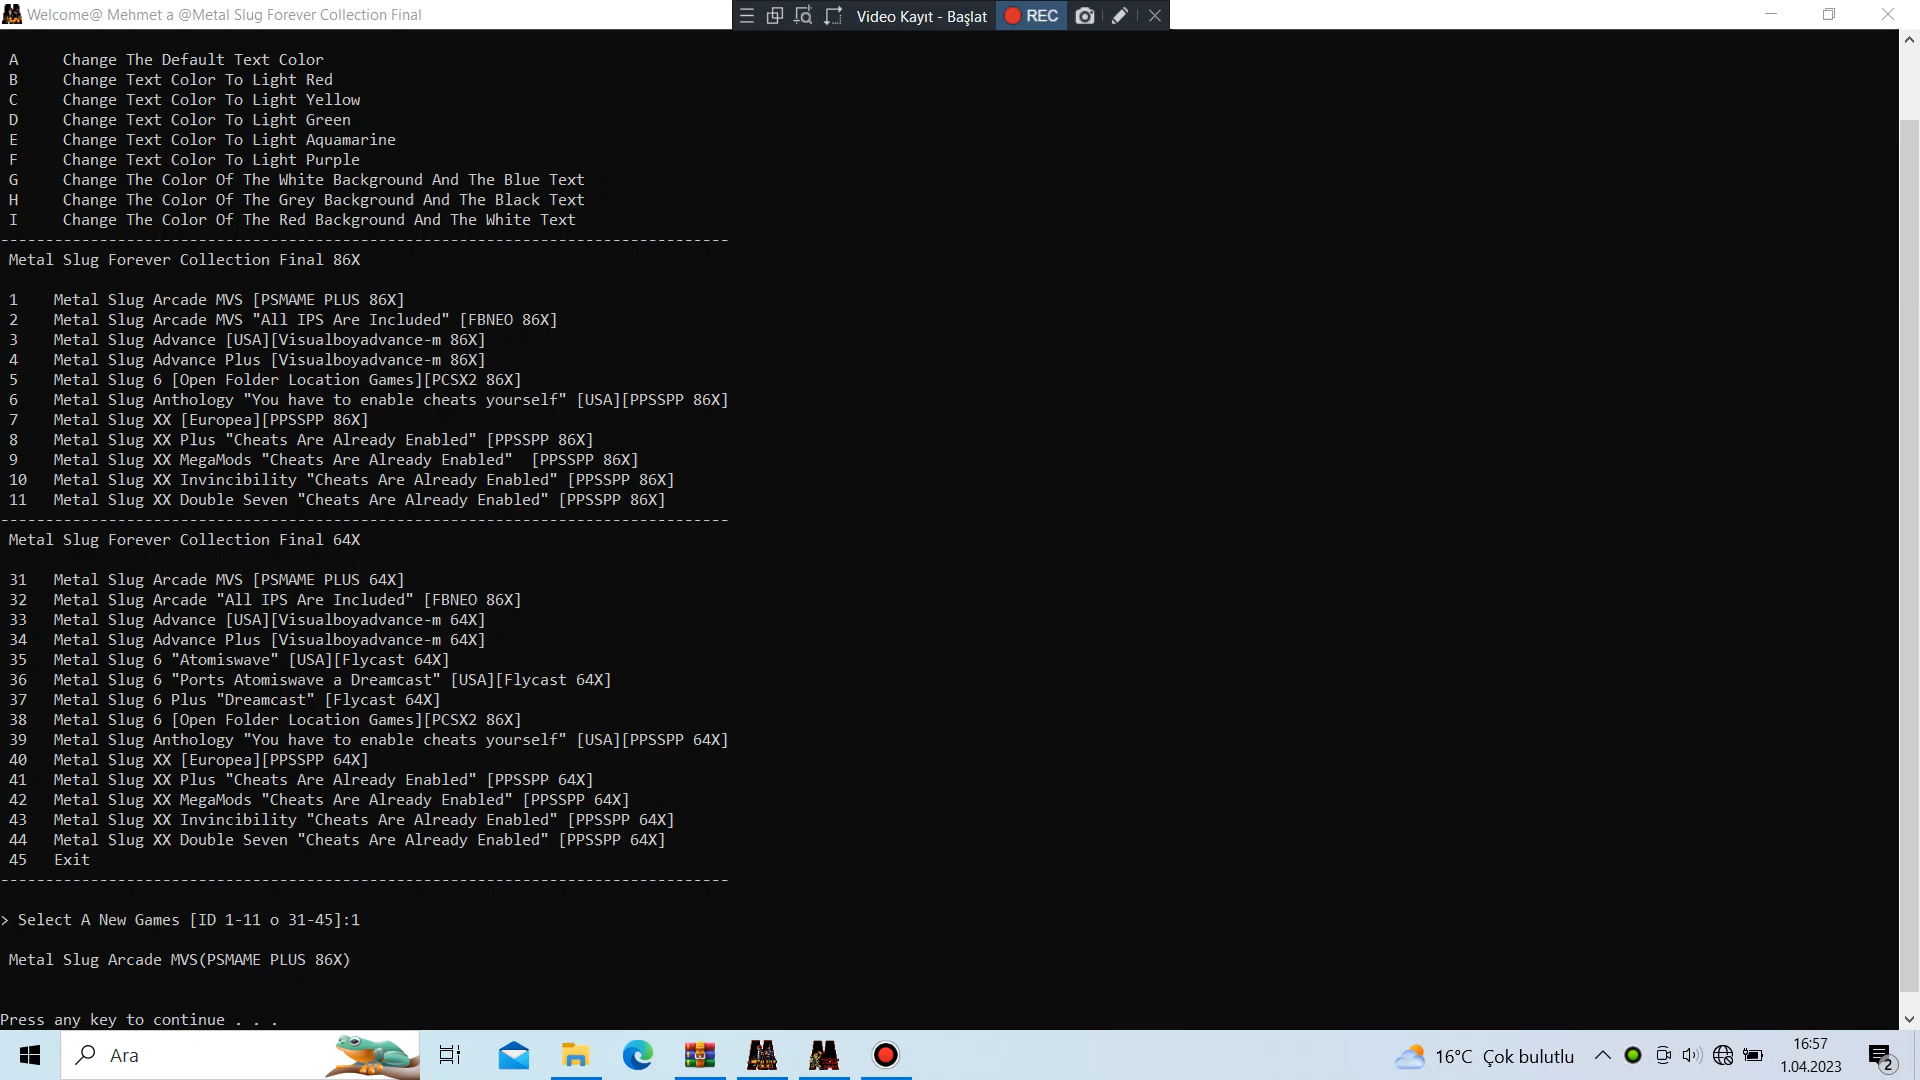 Welcome@ Mehmet a @Metal Slug Forever Collection Final
Video Kayıt - Başlat
REC
A Change The Default Text Color
B Change Text Color To Light Red
C Change Text Color To Light Yellow
D Change Text Color To Light Green
E Change Text Color To Light Aquamarine
F Change Text Color To Light Purple
G Change The Color Of The White Background And The Blue Text
H Change The Color Of The Grey Background And The Black Text
I Change The Color Of The Red Background And The White Text
---------------------------------------------------------------------------------
Metal Slug Forever Collection Final 86X
1 Metal Slug Arcade MVS [PSMAME PLUS 86X]
2 Metal Slug Arcade MVS "All IPS Are Included" [FBNEO 86X]
3 Metal Slug Advance [USA][Visualboyadvance-m 86X]
4 Metal Slug Advance Plus [Visualboyadvance-m 86X]
5 Metal Slug 6 [Open Folder Location Games][PCSX2 86X]
6 Metal Slug Anthology "You have to enable cheats yourself" [USA][PPSSPP 86X]
7 Metal Slug XX [Europea][PPSSPP 86X]
8 Metal Slug XX Plus "Cheats Are Already Enabled" [PPSSPP 86X]
9 Metal Slug XX MegaMods "Cheats Are Already Enabled"  [PPSSPP 86X]
10 Metal Slug XX Invincibility "Cheats Are Already Enabled" [PPSSPP 86X]
11 Metal Slug XX Double Seven "Cheats Are Already Enabled" [PPSSPP 86X]
---------------------------------------------------------------------------------
Metal Slug Forever Collection Final 64X
31 Metal Slug Arcade MVS [PSMAME PLUS 64X]
32 Metal Slug Arcade "All IPS Are Included" [FBNEO 86X]
33 Metal Slug Advance [USA][Visualboyadvance-m 64X]
34 Metal Slug Advance Plus [Visualboyadvance-m 64X]
35 Metal Slug 6 "Atomiswave" [USA][Flycast 64X]
36 Metal Slug 6 "Ports Atomiswave a Dreamcast" [USA][Flycast 64X]
37 Metal Slug 6 Plus "Dreamcast" [Flycast 64X]
38 Metal Slug 6 [Open Folder Location Games][PCSX2 86X]
39 Metal Slug Anthology "You have to enable cheats yourself" [USA][PPSSPP 64X]
40 Metal Slug XX [Europea][PPSSPP 64X]
41 Metal Slug XX Plus "Cheats Are Already Enabled" [PPSSPP 64X]
42 Metal Slug XX MegaMods "Cheats Are Already Enabled" [PPSSPP 64X]
43 Metal Slug XX Invincibility "Cheats Are Already Enabled" [PPSSPP 64X]
44 Metal Slug XX Double Seven "Cheats Are Already Enabled" [PPSSPP 64X]
45 Exit
---------------------------------------------------------------------------------
> Select A New Games [ID 1-11 o 31-45]:1
Metal Slug Arcade MVS(PSMAME PLUS 86X)
Press any key to continue . . .
Ara
16°C Çok bulutlu
16:57
1.04.2023
2